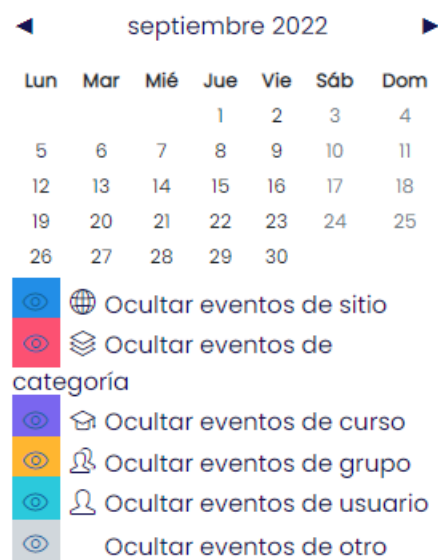 ◄ septiembre 2022 ►
Lun Mar Mié Jue Vie Sáb Dom
1 2 3 4
5 6 7 8 9 10 11
12 13 14 15 16 17 18
19 20 21 22 23 24 25
26 27 28 29 30
Ocultar eventos de sitio
Ocultar eventos de
categoría
Ocultar eventos de curso
Ocultar eventos de grupo
Ocultar eventos de usuario
Ocultar eventos de otro